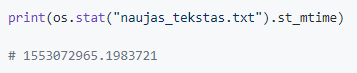 print(os.stat("naujas_tekstas.txt").st_mtime)
# 1553072965.1983721